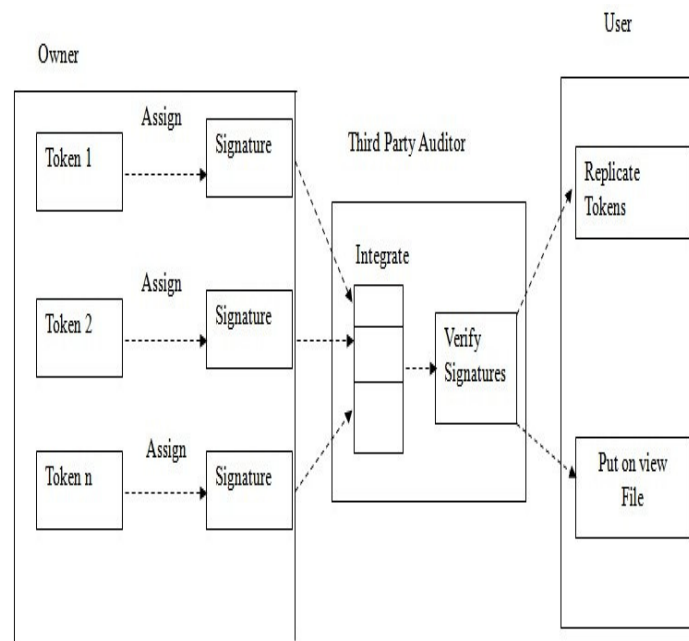 User
Owner
Assign
Token 1
Signature
Third Party Auditor
Replicate
Tokens
Integrate
Assign
Token 2
Signature
Verify
Signatures
Assign
Token n
Signature
Put on view
File